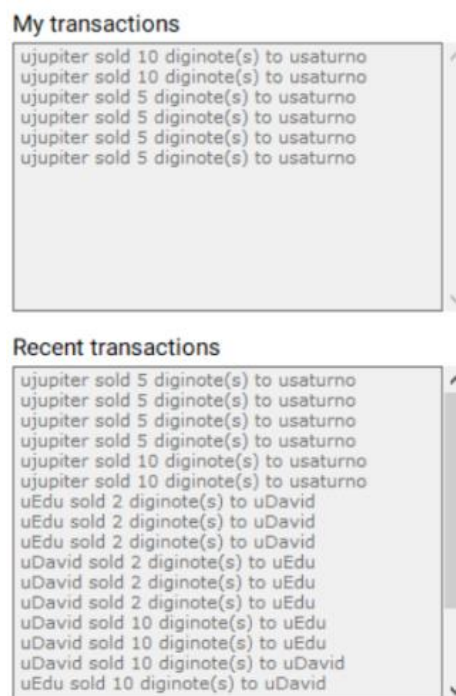 My transactions
ujupiter sold 10 diginote(s) to usaturno
ujupiter sold 10 diginote(s) to usaturno
ujupiter sold 5 diginote(s) to usaturno
ujupiter sold 5 diginote(s) to usaturno
ujupiter sold 5 diginote(s) to usaturno
ujupiter sold 5 diginote(s) to usaturno
Recent transactions
ujupiter sold 5 diginote(s) to usaturno
ujupiter sold 5 diginote(s) to usaturno
ujupiter sold 5 diginote(s) to usaturno
ujupiter sold 5 diginote(s) to usaturno
ujupiter sold 10 diginote(s) to usaturno
ujupiter sold 10 diginote(s) to usaturno
uEdu sold 2 diginote(s) to uDavid
uEdu sold 2 diginote(s) to uDavid
uEdu sold 2 diginote(s) to uDavid
uDavid sold 2 diginote(s) to uEdu
uDavid sold 2 diginote(s) to uEdu
uDavid sold 2 diginote(s) to uEdu
uDavid sold 10 diginote(s) to uEdu
uDavid sold 10 diginote(s) to uEdu
uDavid sold 10 diginote(s) to uDavid
uEdu sold 10 diginote(s) to uDavid